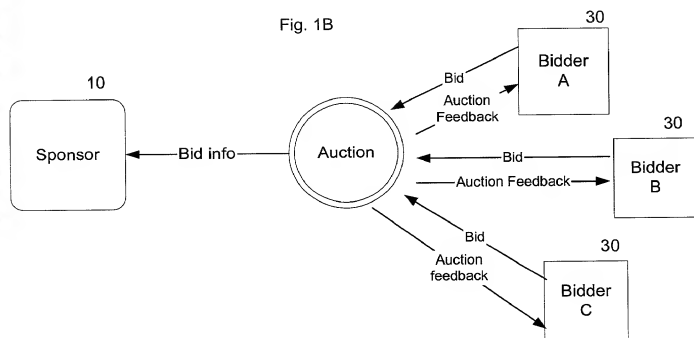 Fig. 1B
10
Sponsor
Bid info
Auction
30
Bidder
A
Bid
Auction
Feedback
30
Bidder
B
Bid
Auction Feedback
30
Bidder
C
Bid
Auction
feedback